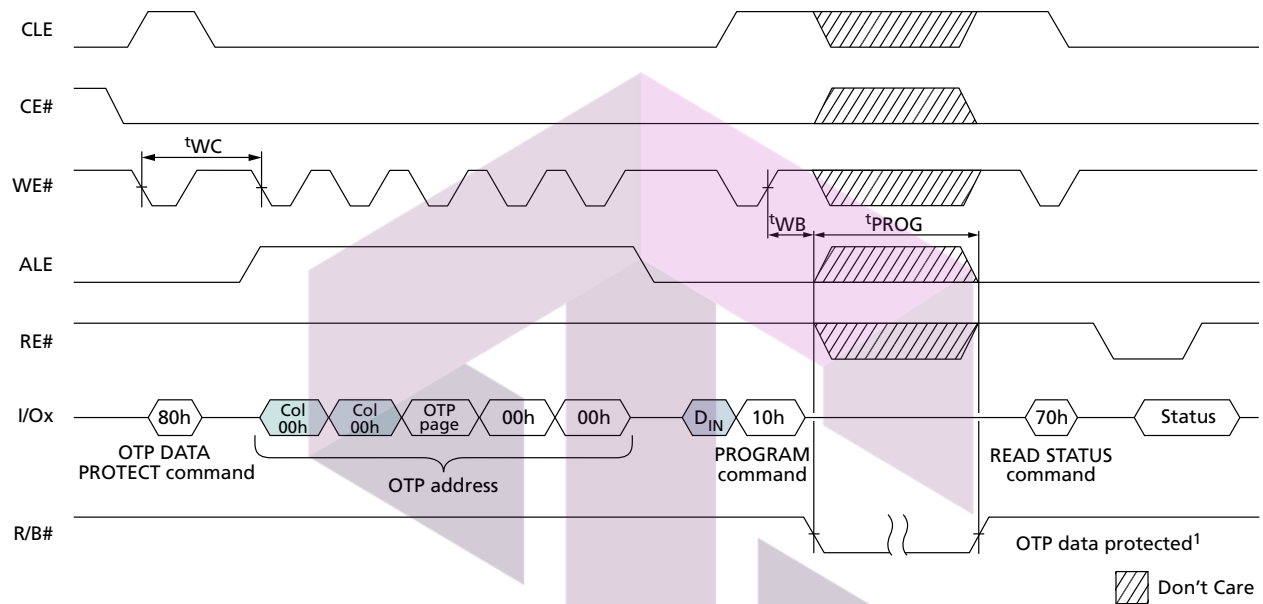 CLE
CE#
tWC
WE#
tWB
tPROG
ALE
RE#
I/Ox
80h
Col
00h
Col
00h
OTP
page
00h
00h
DIN
10h
70h
Status
OTP DATA
PROTECT command
OTP address
PROGRAM
command
READ STATUS
command
R/B#
OTP data protected1
Don't Care